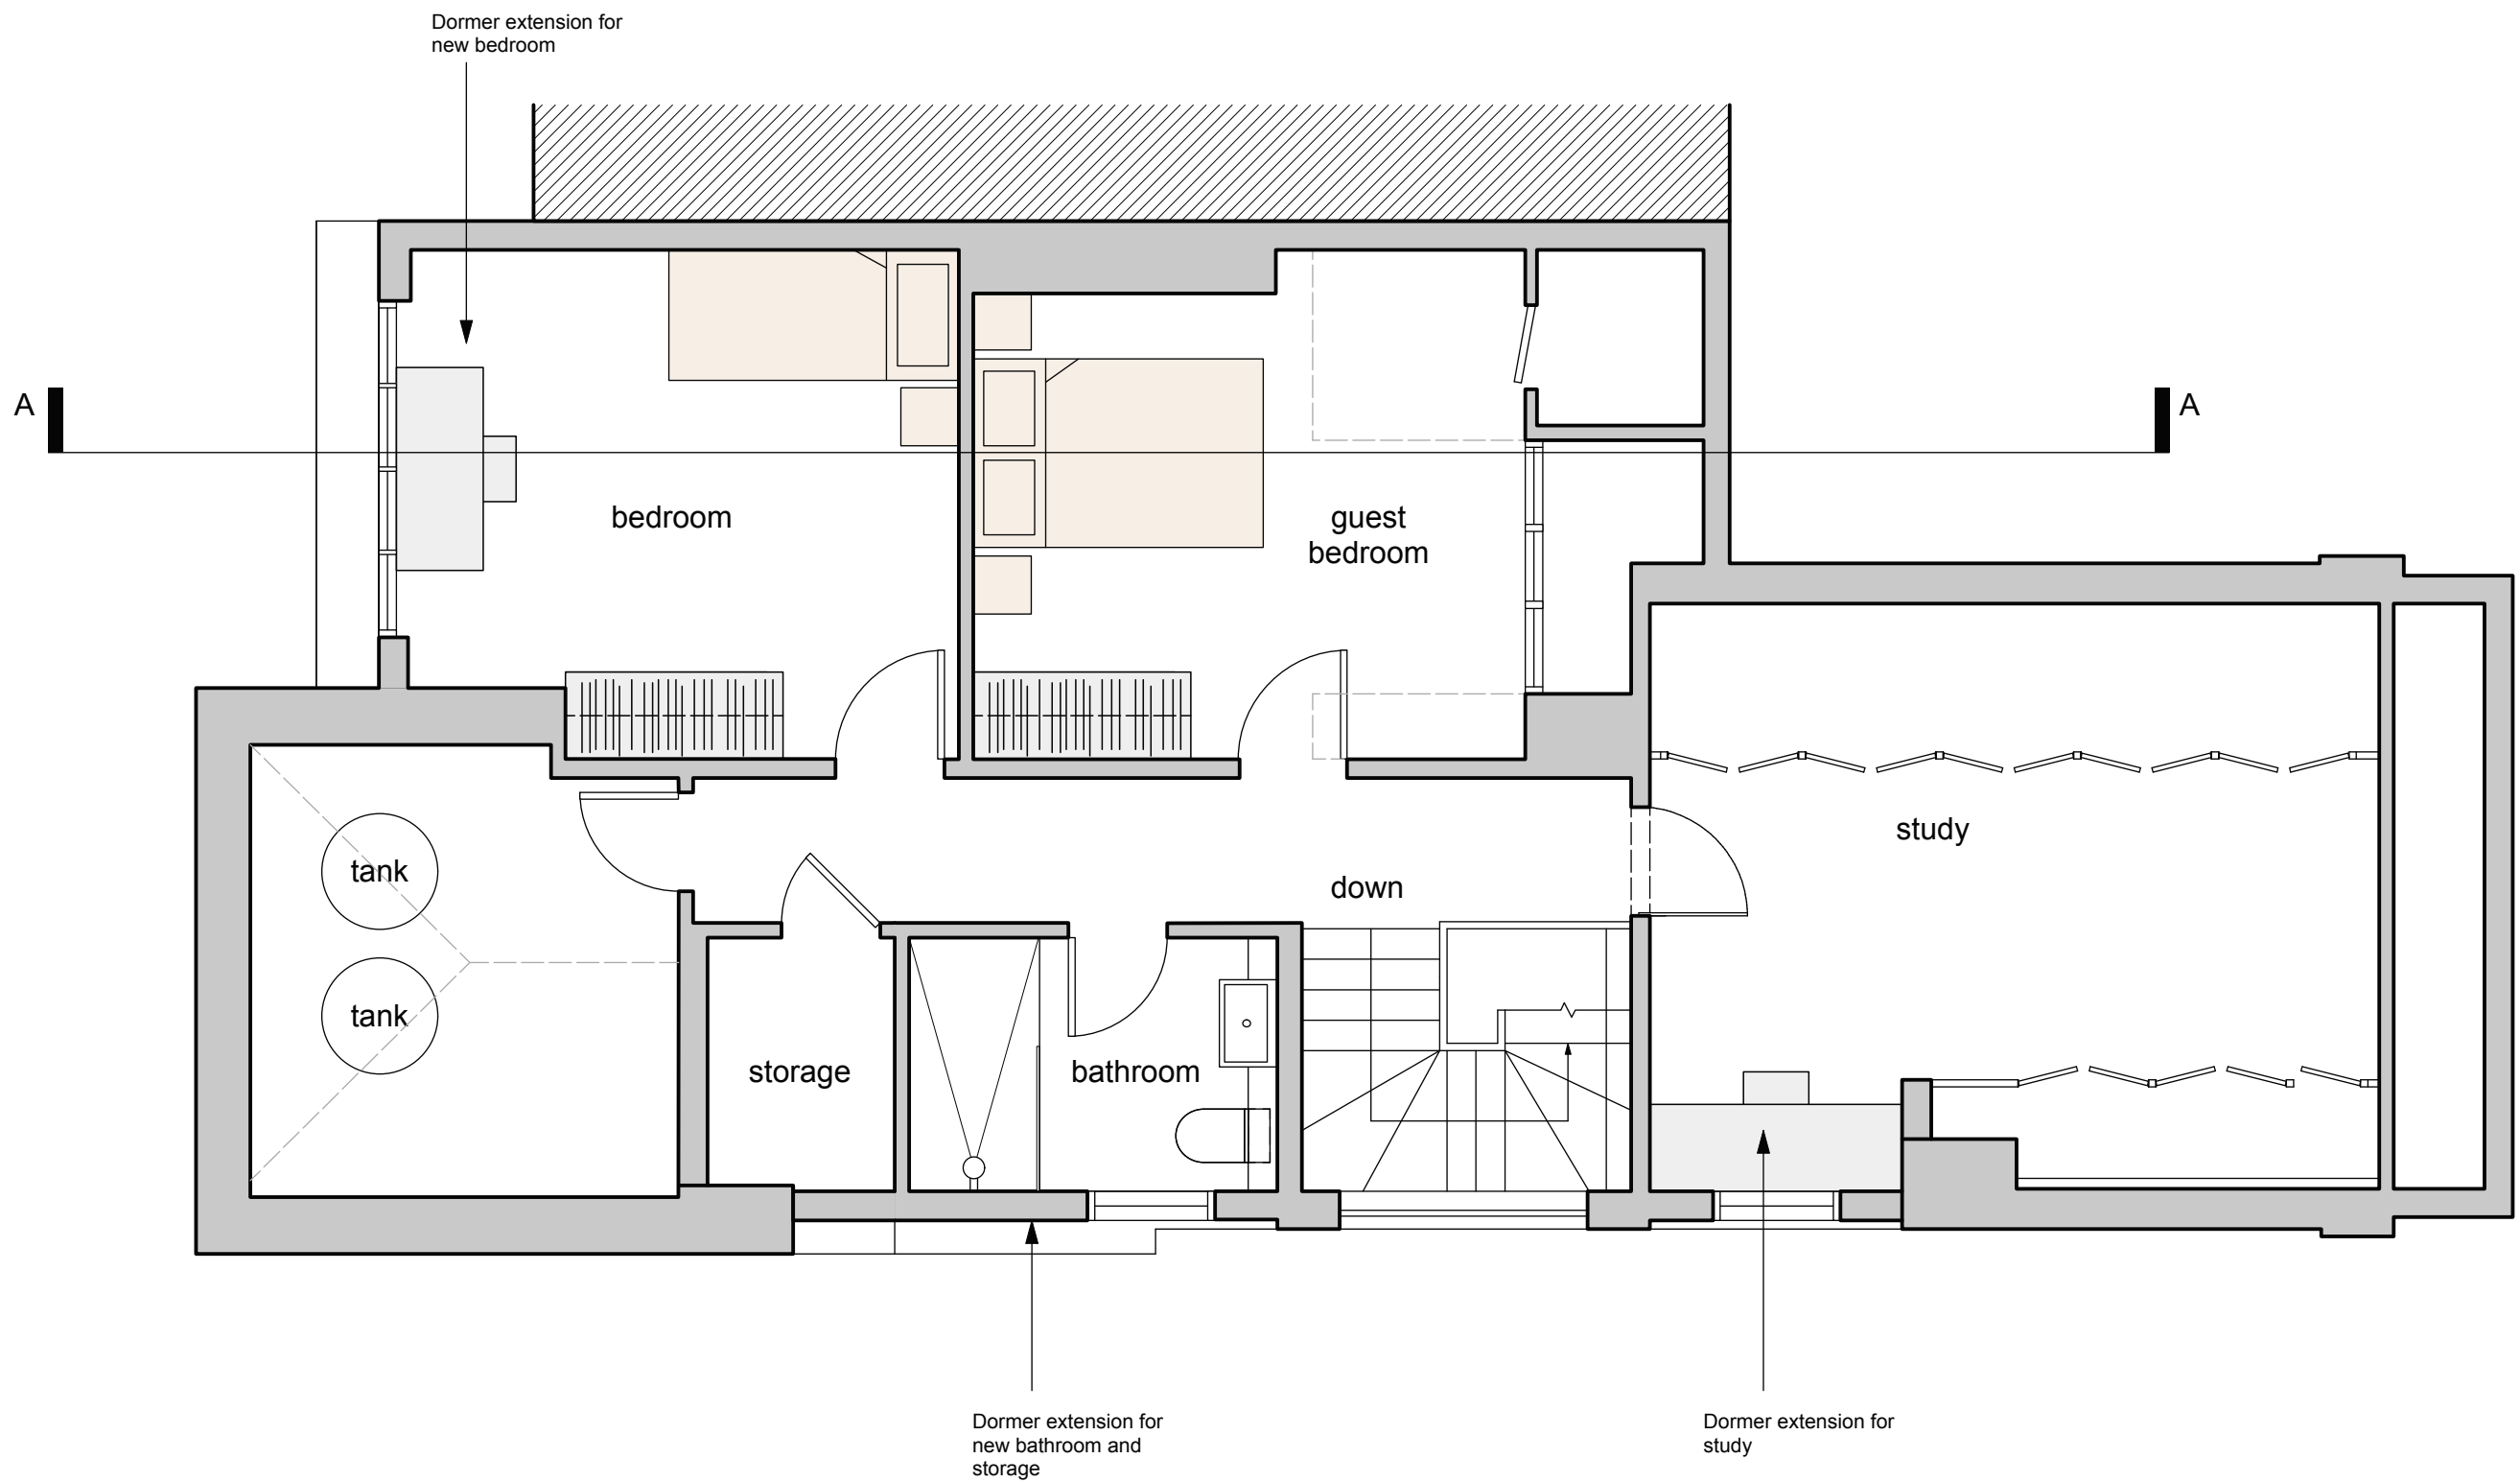 Dormer extension for
new bedroom
A
A
bedroom
guest
bedroom
study
tank
down
tank
storage
bathroom
Dormer extension for
new bathroom and
storage
Dormer extension for
study